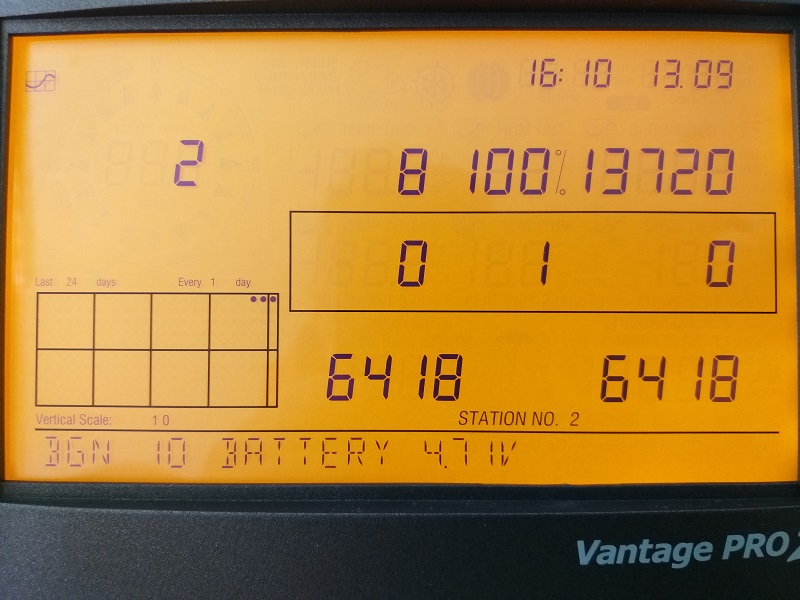 16:10 13.09
2
8 100% 13720
0 1 0
Last 24 days Every 1 day
6418 6418
Vertical Scale: 10
STATION NO. 2
BGN 10 BATTERY 4.71V
Vantage PRO2